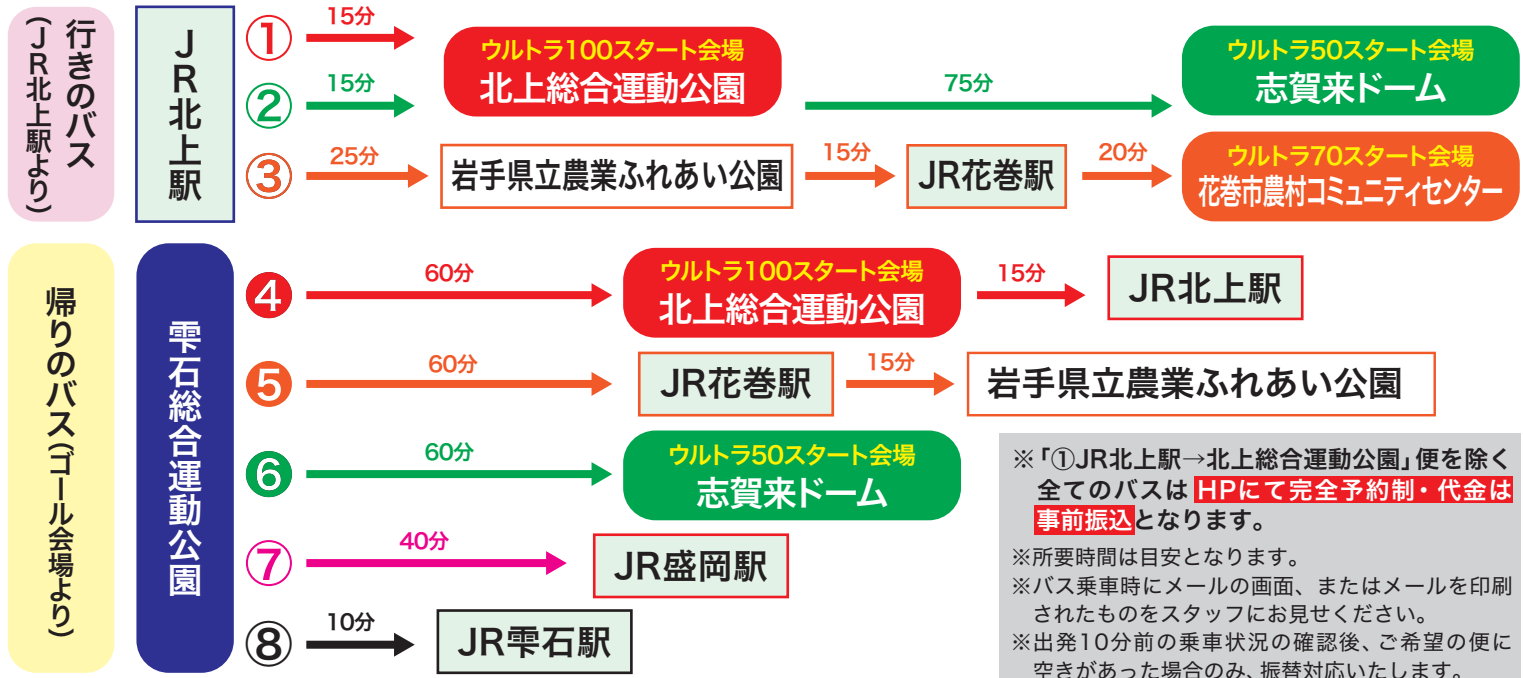 行きのバス
(JR北上駅より)
JR北上駅
① 15分
ウルトラ100スタート会場
北上総合運動公園
② 15分
75分
ウルトラ50スタート会場
志賀来ドーム
③ 25分
岩手県立農業ふれあい公園
15分
JR花巻駅
20分
ウルトラ70スタート会場
花巻市農村コミュニティセンター
帰りのバス(ゴール会場より)
雫石総合運動公園
④ 60分
ウルトラ100スタート会場
北上総合運動公園
15分
JR北上駅
⑤ 60分
JR花巻駅
15分
岩手県立農業ふれあい公園
⑥ 60分
ウルトラ50スタート会場
志賀来ドーム
⑦ 40分
JR盛岡駅
⑧ 10分
JR雫石駅
※「①JR北上駅→北上総合運動公園」便を除く
全てのバスは HPにて完全予約制・代金は
事前振込となります。
※所要時間は目安となります。
※バス乗車時にメールの画面、またはメールを印刷
されたものをスタッフにお見せください。
※出発10分前の乗車状況の確認後、ご希望の便に
空きがあった場合のみ、振替対応いたします。